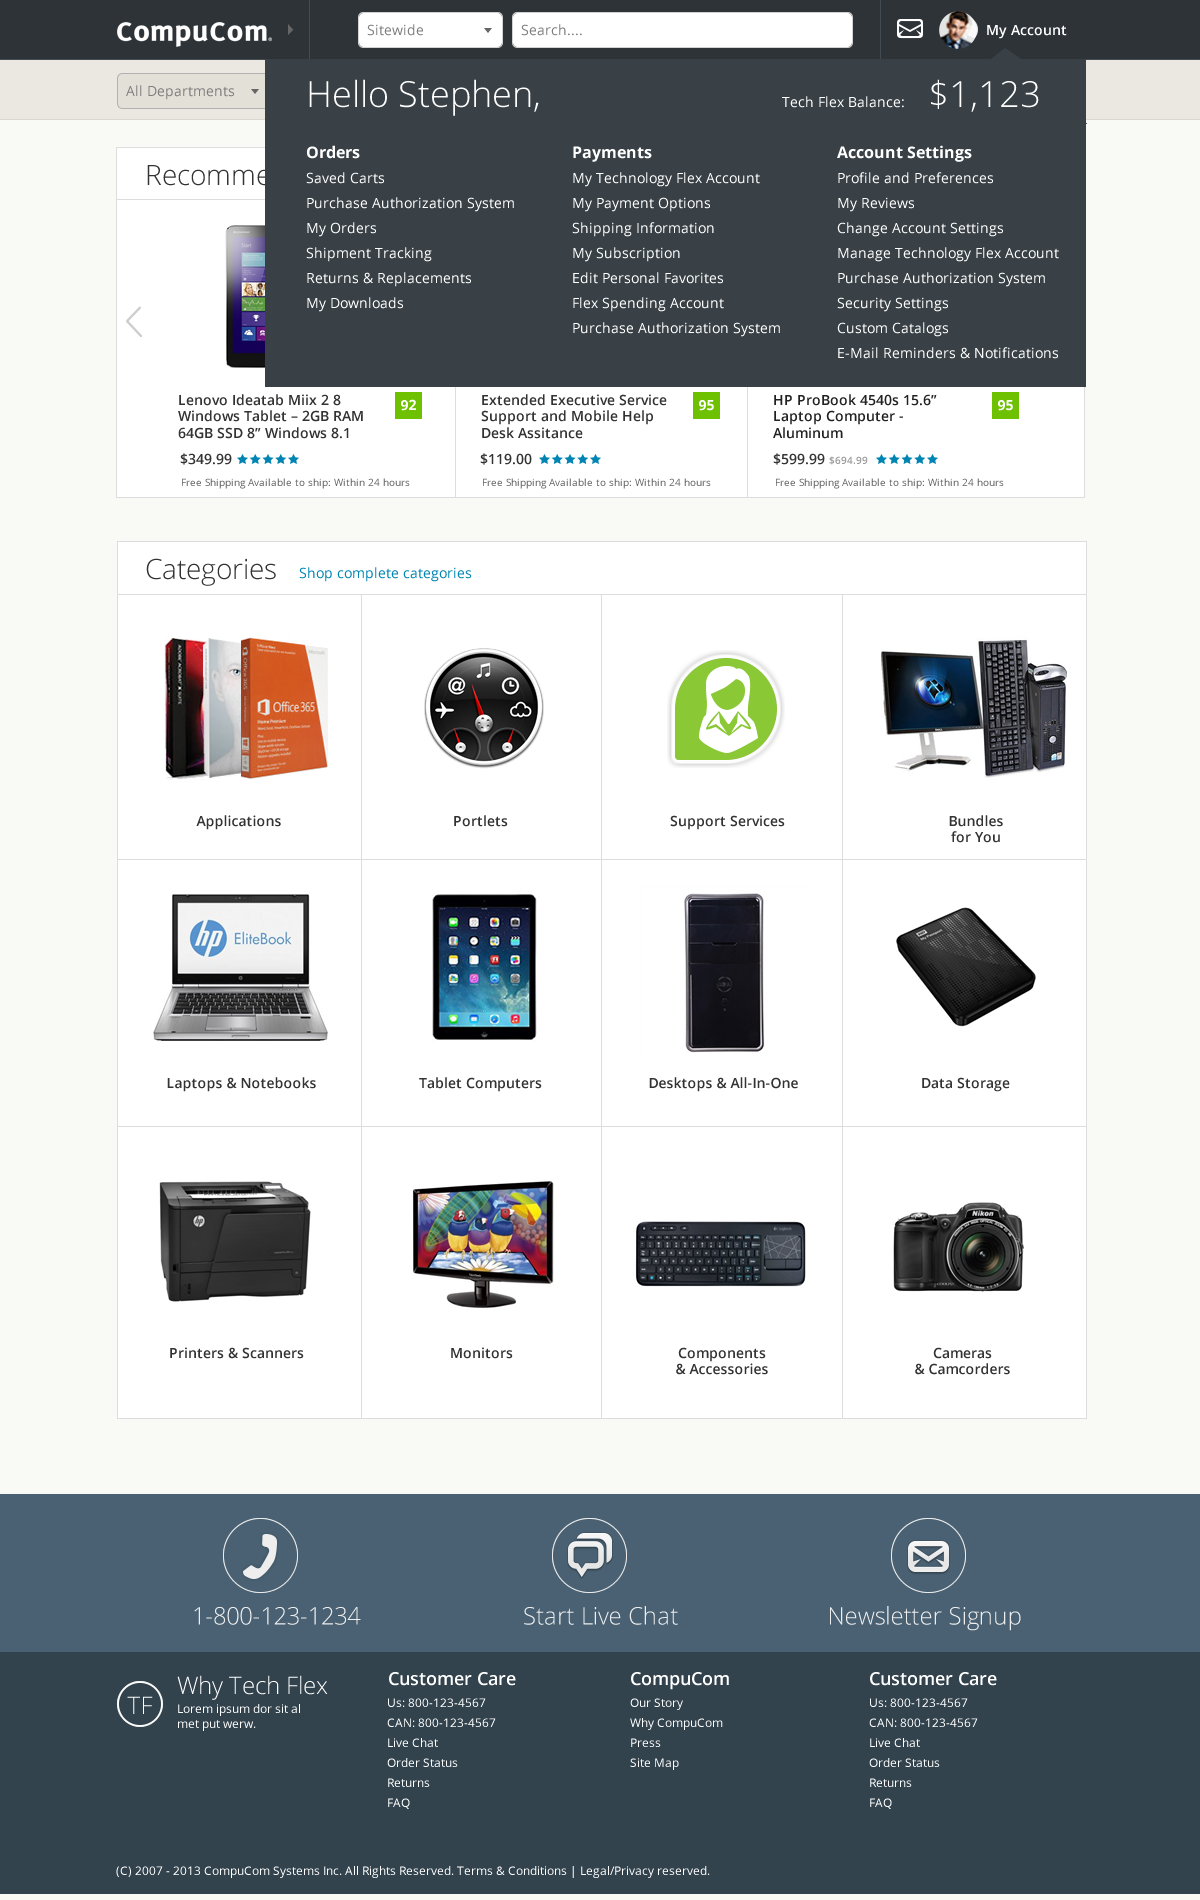 CompuCom.
Sitewide
Search....
My Account
All Departments
Hello Stephen,
Tech Flex Balance:
$1,123
Orders
Saved Carts
Purchase Authorization System
My Orders
Shipment Tracking
Returns & Replacements
My Downloads
Payments
My Technology Flex Account
My Payment Options
Shipping Information
My Subscription
Edit Personal Favorites
Flex Spending Account
Purchase Authorization System
Account Settings
Profile and Preferences
My Reviews
Change Account Settings
Manage Technology Flex Account
Purchase Authorization System
Security Settings
Custom Catalogs
E-Mail Reminders & Notifications
Recomme
Lenovo Ideatab Miix 2 8
Windows Tablet – 2GB RAM
64GB SSD 8” Windows 8.1
92
$349.99
Free Shipping Available to ship: Within 24 hours
Extended Executive Service
Support and Mobile Help
Desk Assitance
95
$119.00
Free Shipping Available to ship: Within 24 hours
HP ProBook 4540s 15.6”
Laptop Computer -
Aluminum
95
$599.99 $694.99
Free Shipping Available to ship: Within 24 hours
Categories
Shop complete categories
Office 365
Applications
Portlets
Support Services
Bundles
for You
hp EliteBook
Laptops & Notebooks
Tablet Computers
Desktops & All-In-One
Data Storage
hp
Printers & Scanners
Monitors
Components
& Accessories
Nikon
Cameras
& Camcorders
1-800-123-1234
Start Live Chat
Newsletter Signup
TF
Why Tech Flex
Lorem ipsum dor sit al
met put werw.
Customer Care
Us: 800-123-4567
CAN: 800-123-4567
Live Chat
Order Status
Returns
FAQ
CompuCom
Our Story
Why CompuCom
Press
Site Map
Customer Care
Us: 800-123-4567
CAN: 800-123-4567
Live Chat
Order Status
Returns
FAQ
(C) 2007 - 2013 CompuCom Systems Inc. All Rights Reserved. Terms & Conditions | Legal/Privacy reserved.